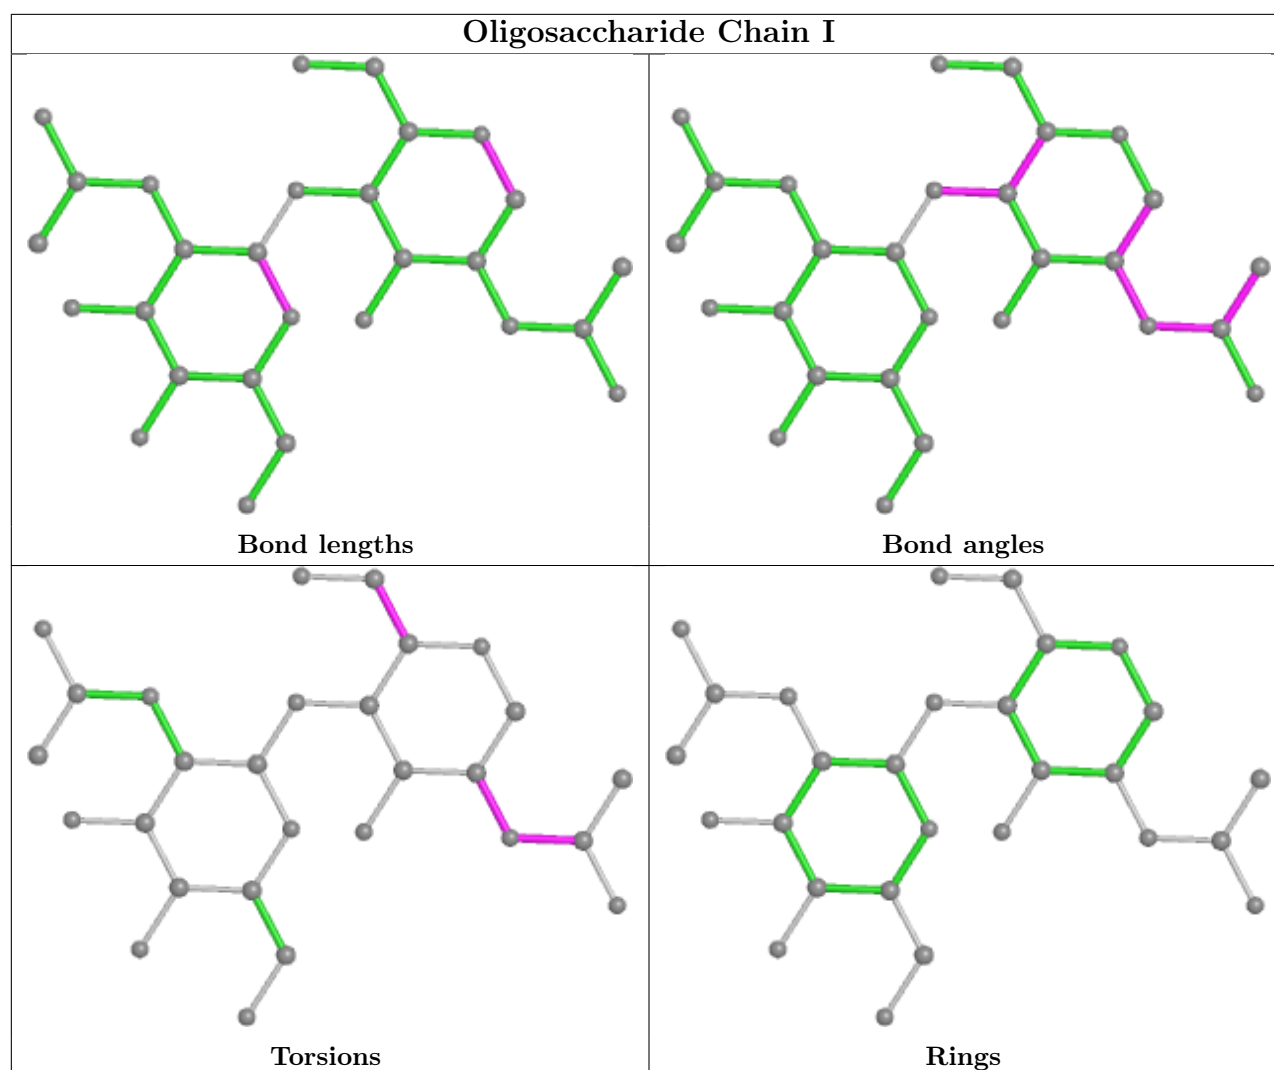 Oligosaccharide Chain I
Bond lengths
Bond angles
Torsions
Rings